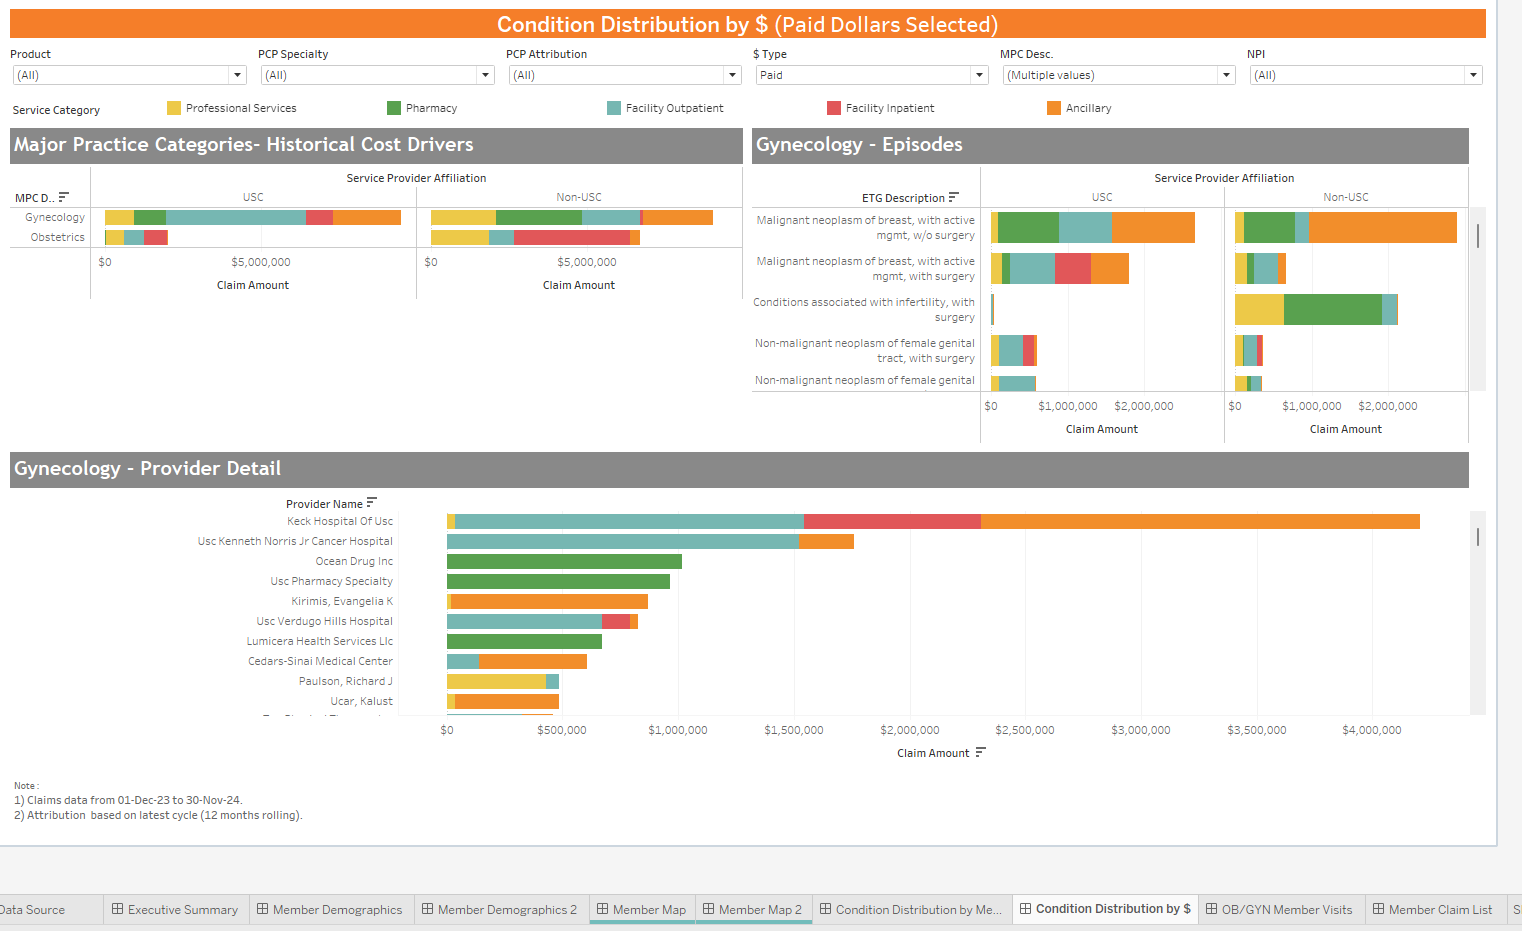 Condition Distribution by $ (Paid Dollars Selected)
Product PCP Specialty PCP Attribution $ Type MPC Desc. NPI
(All) (All) (All) Paid (Multiple values) (All)
Service Category Professional Services Pharmacy Facility Outpatient Facility Inpatient Ancillary
Major Practice Categories- Historical Cost Drivers
Service Provider Affiliation
MPC D.. USC Non-USC
Gynecology
Obstetrics
$0 $5,000,000 $0 $5,000,000
Claim Amount Claim Amount
Gynecology - Episodes
Service Provider Affiliation
ETG Description USC Non-USC
Malignant neoplasm of breast, with active
mgmt, w/o surgery
Malignant neoplasm of breast, with active
mgmt, with surgery
Conditions associated with infertility, with
surgery
Non-malignant neoplasm of female genital
tract, with surgery
Non-malignant neoplasm of female genital
$0 $1,000,000 $2,000,000 $0 $1,000,000 $2,000,000
Claim Amount Claim Amount
Gynecology - Provider Detail
Provider Name
Keck Hospital Of Usc
Usc Kenneth Norris Jr Cancer Hospital
Ocean Drug Inc
Usc Pharmacy Specialty
Kirimis, Evangelia K
Usc Verdugo Hills Hospital
Lumicera Health Services Llc
Cedars-Sinai Medical Center
Paulson, Richard J
Ucar, Kalust
$0 $500,000 $1,000,000 $1,500,000 $2,000,000 $2,500,000 $3,000,000 $3,500,000 $4,000,000
Claim Amount
Note :
1) Claims data from 01-Dec-23 to 30-Nov-24.
2) Attribution based on latest cycle (12 months rolling).
Data Source Executive Summary Member Demographics Member Demographics 2 Member Map Member Map 2 Condition Distribution by Me... Condition Distribution by $ OB/GYN Member Visits Member Claim List